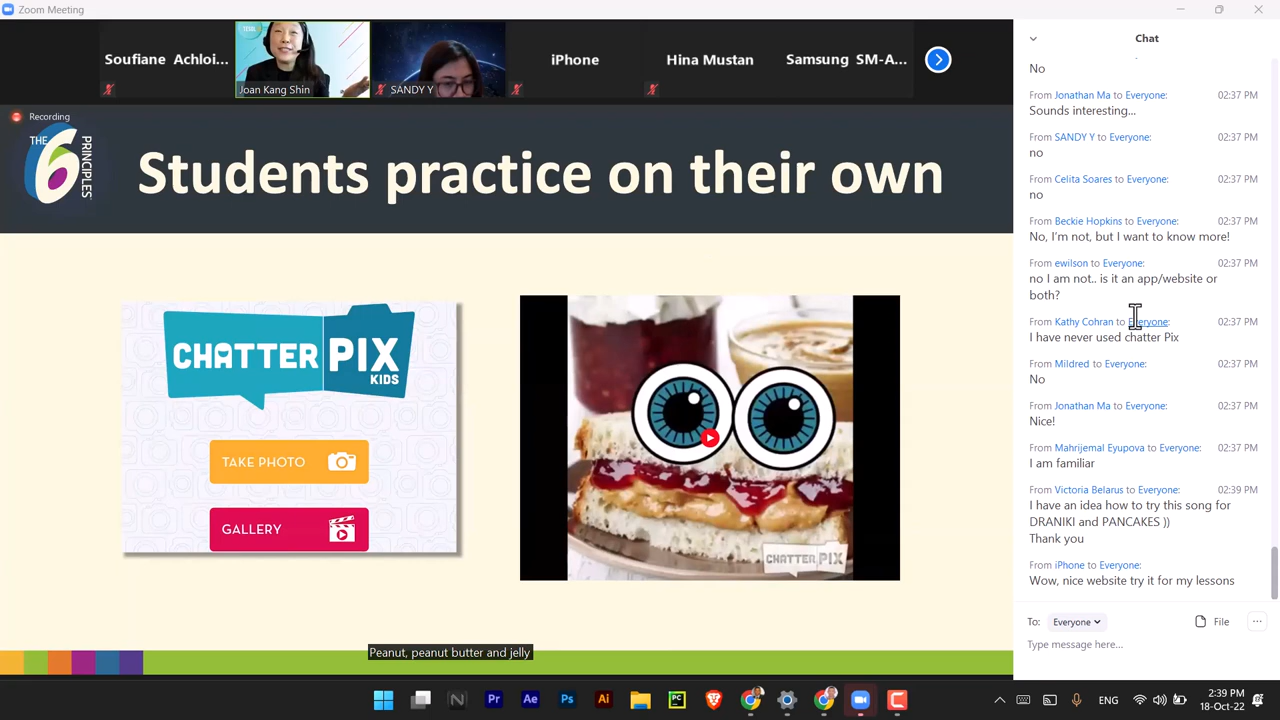 Zoom Meeting
Soufiane Achloi...
Joan Kang Shin
SANDY Y
iPhone
Hina Mustan
Samsung SM-A...
TESOL
Recording
THE 6 PRINCIPLES
Students practice on their own
CHATTER PIX
KIDS
TAKE PHOTO
GALLERY
CHATTER PIX
Peanut, peanut butter and jelly
Chat
No
From Jonathan Ma to Everyone: 02:37 PM
Sounds interesting...
From SANDY Y to Everyone: 02:37 PM
no
From Celita Soares to Everyone: 02:37 PM
no
From Beckie Hopkins to Everyone: 02:37 PM
No, I'm not, but I want to know more!
From ewilson to Everyone: 02:37 PM
no I am not.. is it an app/website or
both?
From Kathy Cohran to Everyone: 02:37 PM
I have never used chatter Pix
From Mildred to Everyone: 02:37 PM
No
From Jonathan Ma to Everyone: 02:37 PM
Nice!
From Mahrijemal Eyupova to Everyone: 02:37 PM
I am familiar
From Victoria Belarus to Everyone: 02:39 PM
I have an idea how to try this song for
DRANIKI and PANCAKES ))
Thank you
From iPhone to Everyone: 02:39 PM
Wow, nice website try it for my lessons
To: Everyone File ...
Type message here...
N Pr Ae Ps Ai PC
ENG
2:39 PM
18-Oct-22